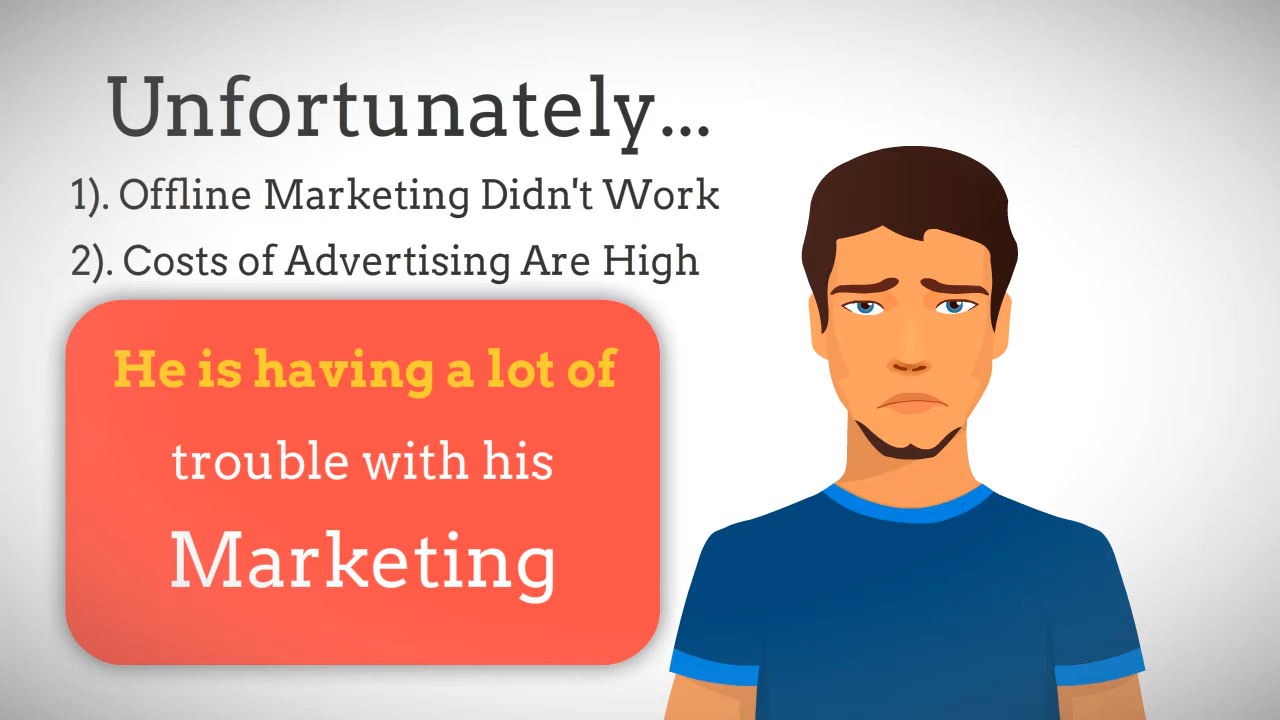 Unfortunately...
1). Offline Marketing Didn't Work
2). Costs of Advertising Are High
He is having a lot of
trouble with his
Marketing